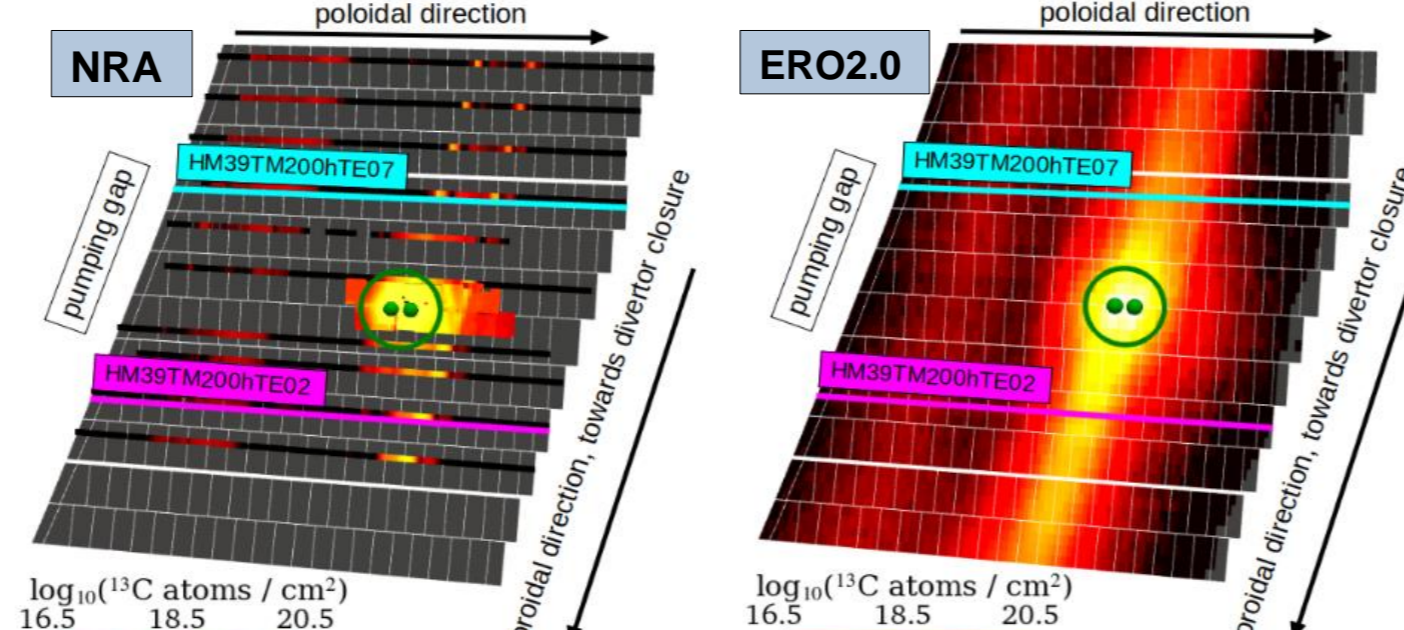 poloidal direction
NRA
HM39TM200hTE07
pumping gap
HM39TM200hTE02
oroidal direction, towards divertor closure
log₁₀(¹³C atoms / cm²)
16.5 18.5 20.5
poloidal direction
ERO2.0
HM39TM200hTE07
pumping gap
HM39TM200hTE02
oroidal direction, towards divertor closure
log₁₀(¹³C atoms / cm²)
16.5 18.5 20.5